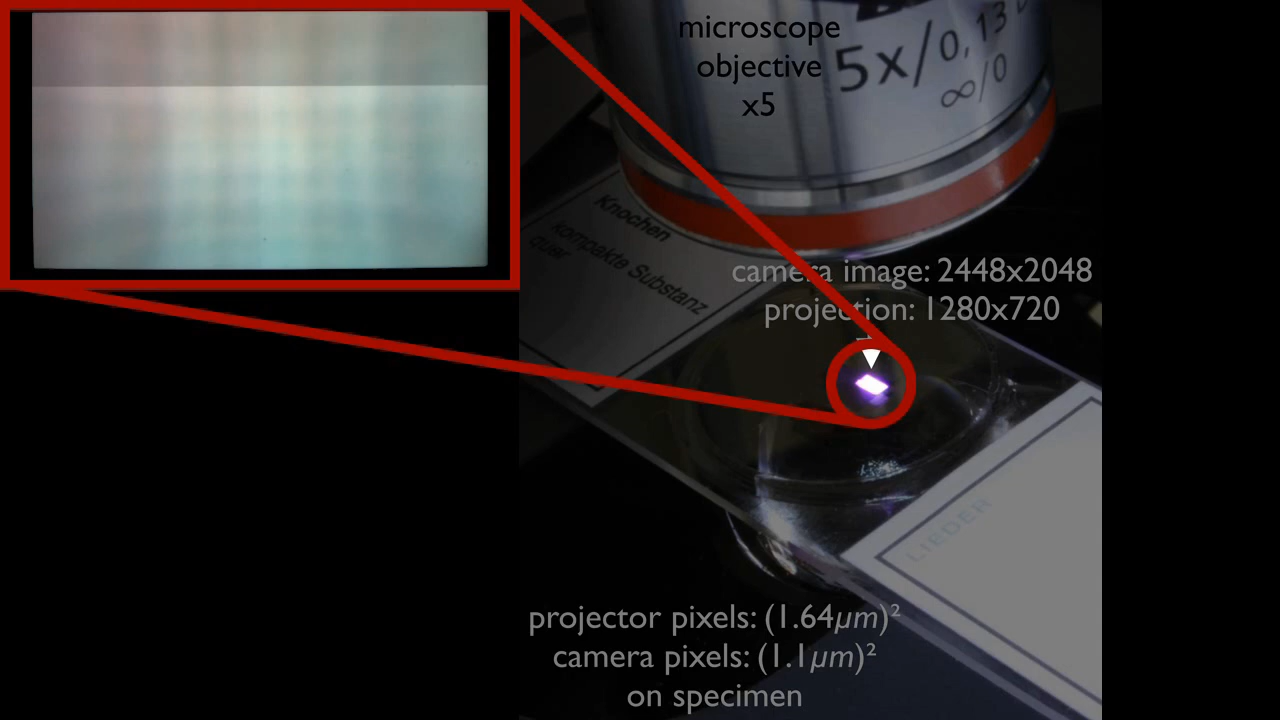 microscope
objective
x5
5x/0,13
∞/0
Knochen
kompakte Substanz
quer
camera image: 2448x2048
projection: 1280x720
LIEDER
projector pixels: (1.64µm)²
camera pixels: (1.1µm)²
on specimen